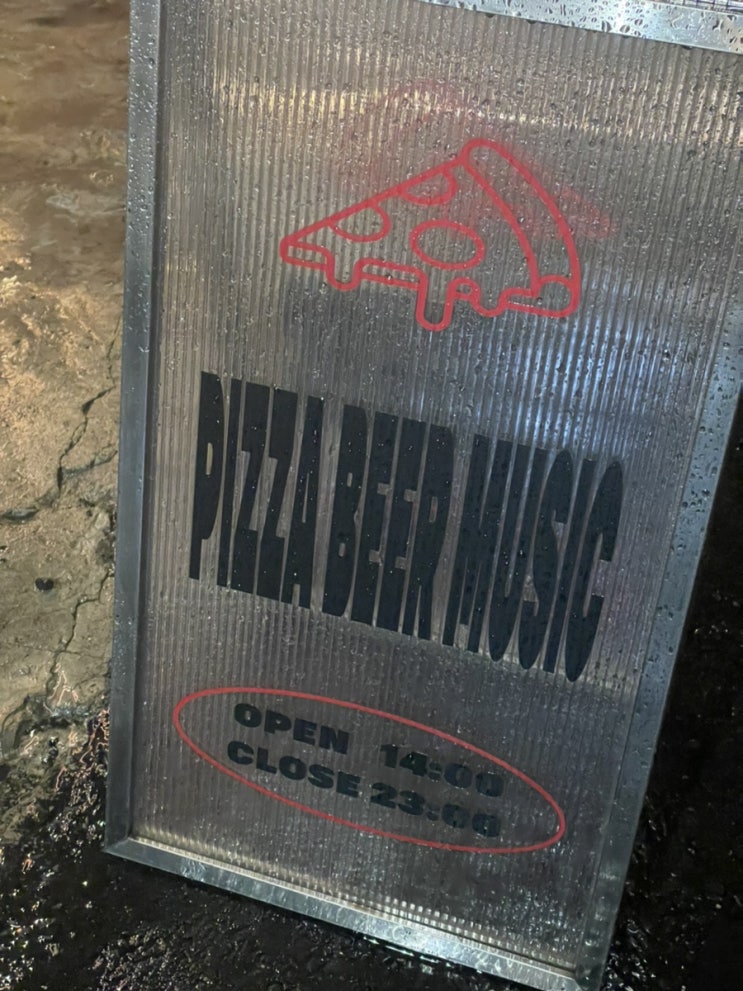 PIZZA BEER MUSIC
OPEN 14:00
CLOSE 23:00